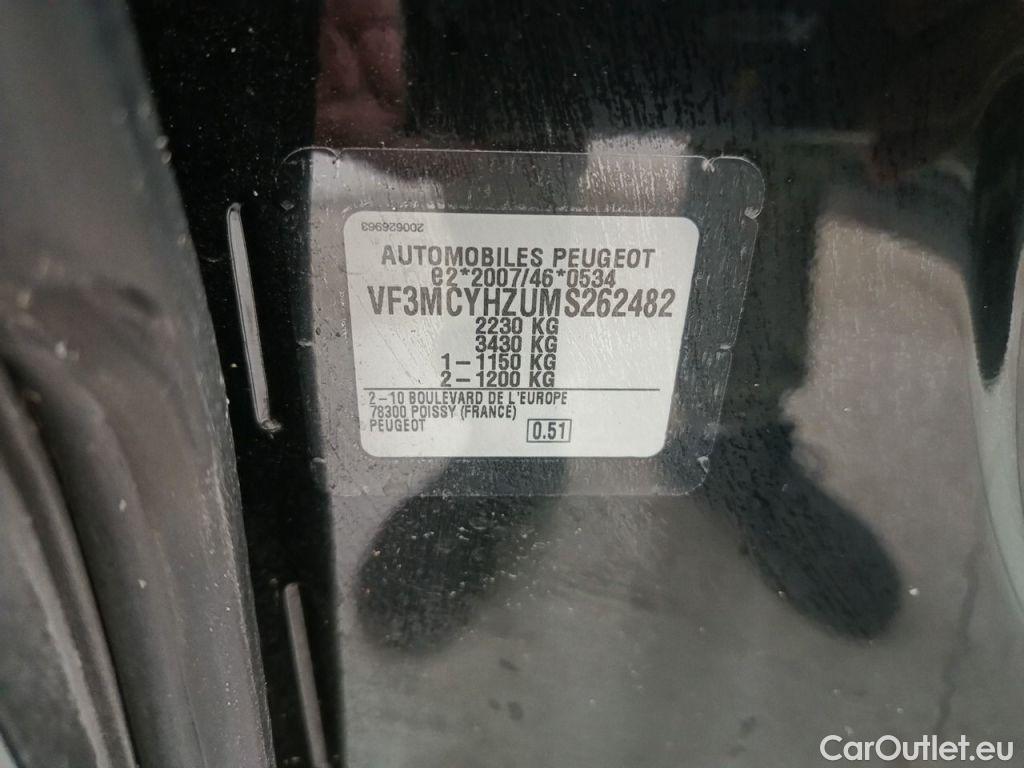 200626963
AUTOMOBILES PEUGEOT
e2*2007/46*0534
VF3MCYHZUMS262482
2230 KG
3430 KG
1-1150 KG
2-1200 KG
2-10 BOULEVARD DE L'EUROPE
78300 POISSY (FRANCE)
PEUGEOT
0.51
CarOutlet.eu